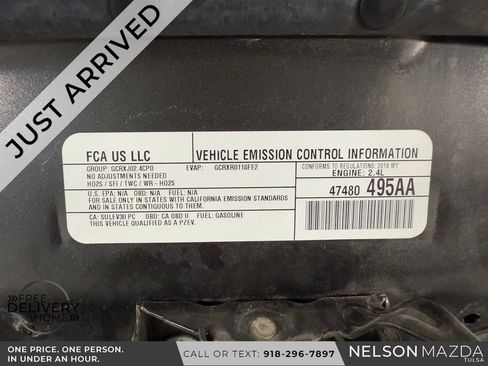 JUST ARRIVED
FCA US LLC
VEHICLE EMISSION CONTROL INFORMATION
GROUP: GCRXJ02.4CP0 EVAP: GCRXR0118FE2
NO ADJUSTMENTS NEEDED
HO2S / SFI / TWC / WR-HO2S
CONFORMS TO REGULATIONS: 2016 MY
ENGINE: 2.4L
47480 495AA
U.S. EPA: N/A OBD: N/A FUEL: N/A
FOR SALE ONLY IN STATES WITH CALIFORNIA EMISSION STANDARDS
AND IN STATES WITH
CA: SULEV30 PC OBD: CA OBD II FUEL: GASOLINE
THIS VEHICLE QUALIFIED AS A PZEV.
FREE
DELIVERY
HOME
ONE PRICE. ONE PERSON.
IN UNDER AN HOUR.
CALL OR TEXT: 918-296-7897
NELSON MAZDA
TULSA